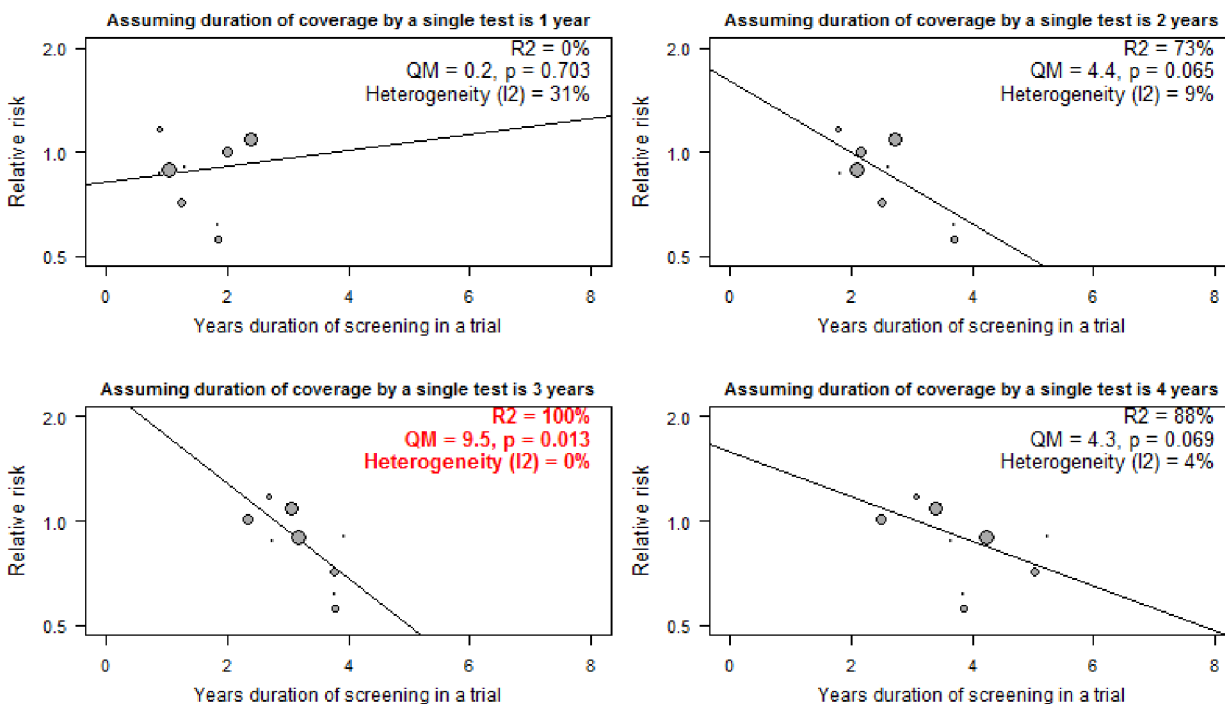 Assuming duration of coverage by a single test is 1 year
R2 = 0%
QM = 0.2, p = 0.703
Heterogeneity (I2) = 31%
2.0
1.0
0.5
Relative risk
0 2 4 6 8
Years duration of screening in a trial
Assuming duration of coverage by a single test is 2 years
R2 = 73%
QM = 4.4, p = 0.065
Heterogeneity (I2) = 9%
2.0
1.0
0.5
Relative risk
0 2 4 6 8
Years duration of screening in a trial
Assuming duration of coverage by a single test is 3 years
R2 = 100%
QM = 9.5, p = 0.013
Heterogeneity (I2) = 0%
2.0
1.0
0.5
Relative risk
0 2 4 6 8
Years duration of screening in a trial
Assuming duration of coverage by a single test is 4 years
R2 = 88%
QM = 4.3, p = 0.069
Heterogeneity (I2) = 4%
2.0
1.0
0.5
Relative risk
0 2 4 6 8
Years duration of screening in a trial